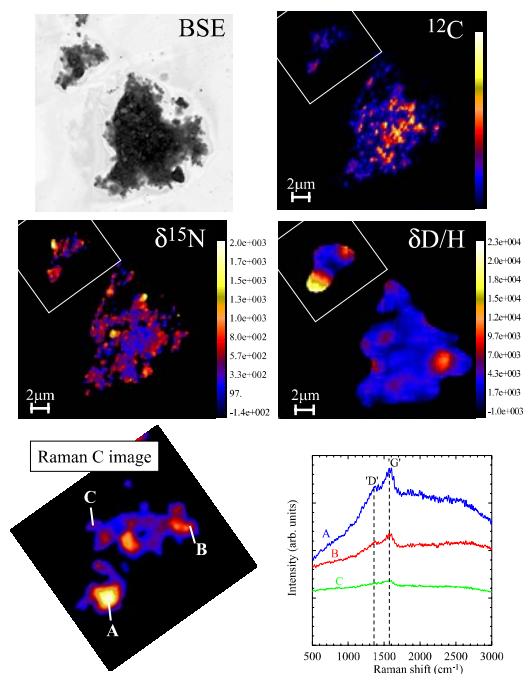 BSE
¹²C
2μm
δ¹⁵N
2.0e+003
1.7e+003
1.5e+003
1.3e+003
1.0e+003
8.0e+002
5.7e+002
3.3e+002
97.
-1.4e+002
2μm
δD/H
2.3e+004
2.0e+004
1.7e+004
1.5e+004
1.2e+004
9.6e+003
7.0e+003
4.3e+003
1.7e+003
-1.0e+003
2μm
Raman C image
C
B
A
'G'
'D'
A
B
C
Intensity (arb. units)
500 1000 1500 2000 2500 3000
Raman shift (cm⁻¹)